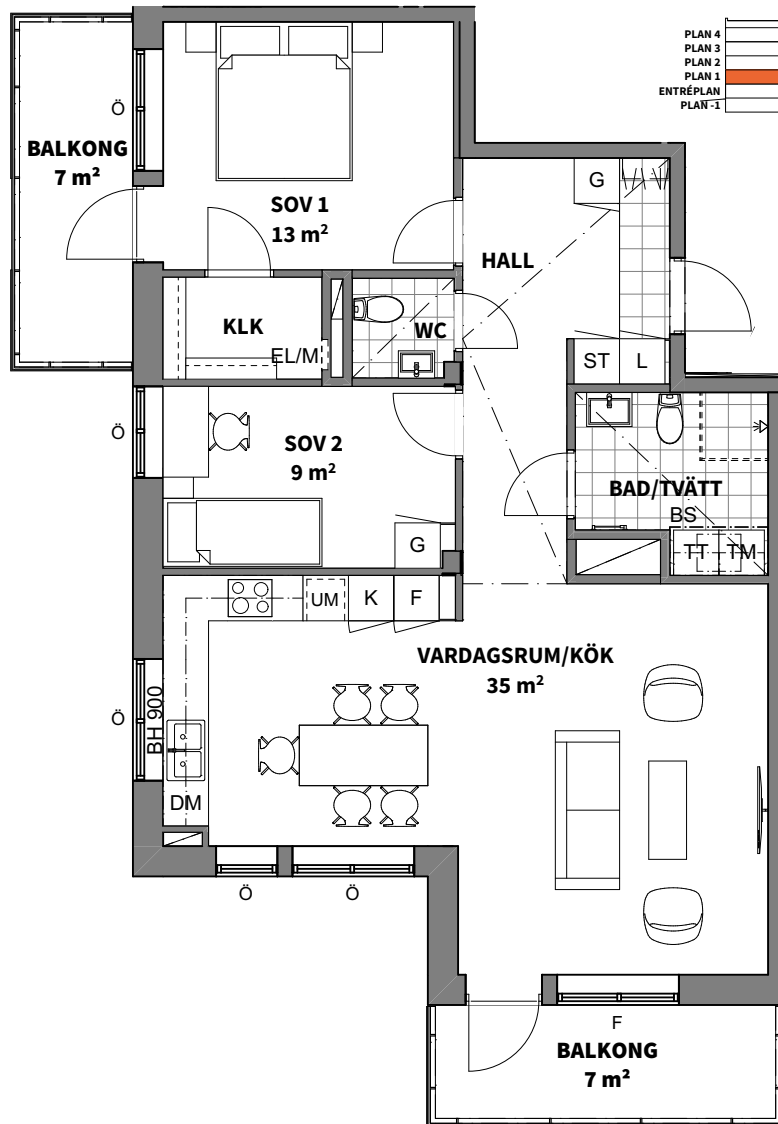 PLAN 4
PLAN 3
PLAN 2
PLAN 1
ENTRÉPLAN
PLAN -1
Ö
BALKONG
7 m²
SOV 1
13 m²
G
HALL
KLK
EL/M
WC
ST
L
Ö
SOV 2
9 m²
G
BAD/TVÄTT
BS
TT
TM
UM
K
F
VARDAGSRUM/KÖK
35 m²
Ö
BH 900
DM
Ö
Ö
F
BALKONG
7 m²